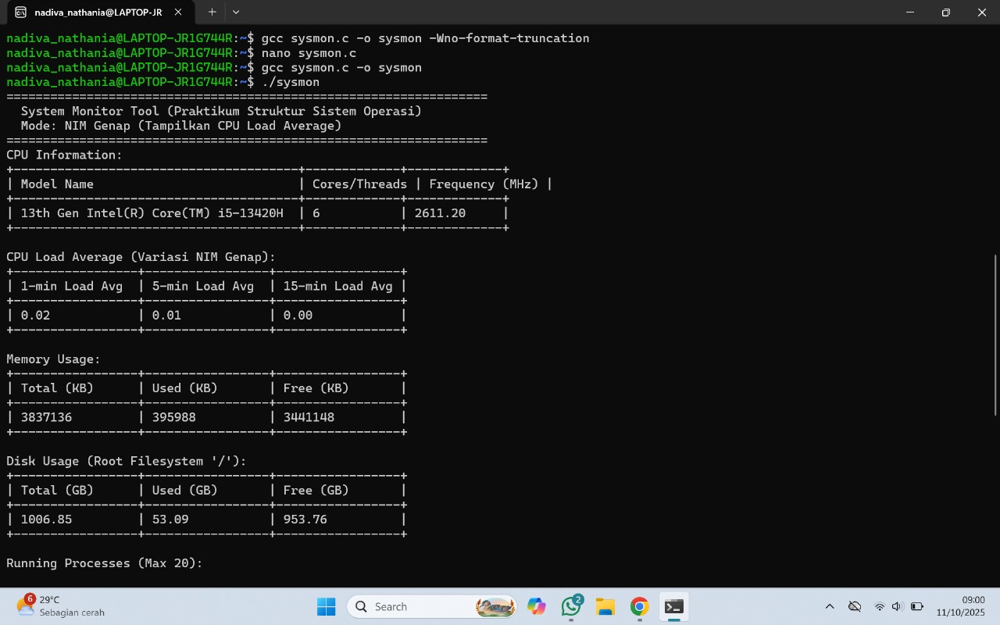 nadiva_nathania@LAPTOP-JR
nadiva_nathania@LAPTOP-JR1G744R:~$ gcc sysmon.c -o sysmon -Wno-format-truncation
nadiva_nathania@LAPTOP-JR1G744R:~$ nano sysmon.c
nadiva_nathania@LAPTOP-JR1G744R:~$ gcc sysmon.c -o sysmon
nadiva_nathania@LAPTOP-JR1G744R:~$ ./sysmon
==================================================================
  System Monitor Tool (Praktikum Struktur Sistem Operasi)
  Mode: NIM Genap (Tampilkan CPU Load Average)
==================================================================
CPU Information:
+---------------------------------------+-------------+-------------+
| Model Name                            | Cores/Threads | Frequency (MHz) |
+---------------------------------------+-------------+-------------+
| 13th Gen Intel(R) Core(TM) i5-13420H  | 6           | 2611.20     |
+---------------------------------------+-------------+-------------+
CPU Load Average (Variasi NIM Genap):
+-----------------+-----------------+-----------------+
| 1-min Load Avg  | 5-min Load Avg  | 15-min Load Avg |
+-----------------+-----------------+-----------------+
| 0.02            | 0.01            | 0.00            |
+-----------------+-----------------+-----------------+
Memory Usage:
+-----------------+-----------------+-----------------+
| Total (KB)      | Used (KB)       | Free (KB)       |
+-----------------+-----------------+-----------------+
| 3837136         | 395988          | 3441148         |
+-----------------+-----------------+-----------------+
Disk Usage (Root Filesystem '/'):
+-----------------+-----------------+-----------------+
| Total (GB)      | Used (GB)       | Free (GB)       |
+-----------------+-----------------+-----------------+
| 1006.85         | 53.09           | 953.76          |
+-----------------+-----------------+-----------------+
Running Processes (Max 20):
6
29°C
Sebagian cerah
Search
2
09:00
11/10/2025